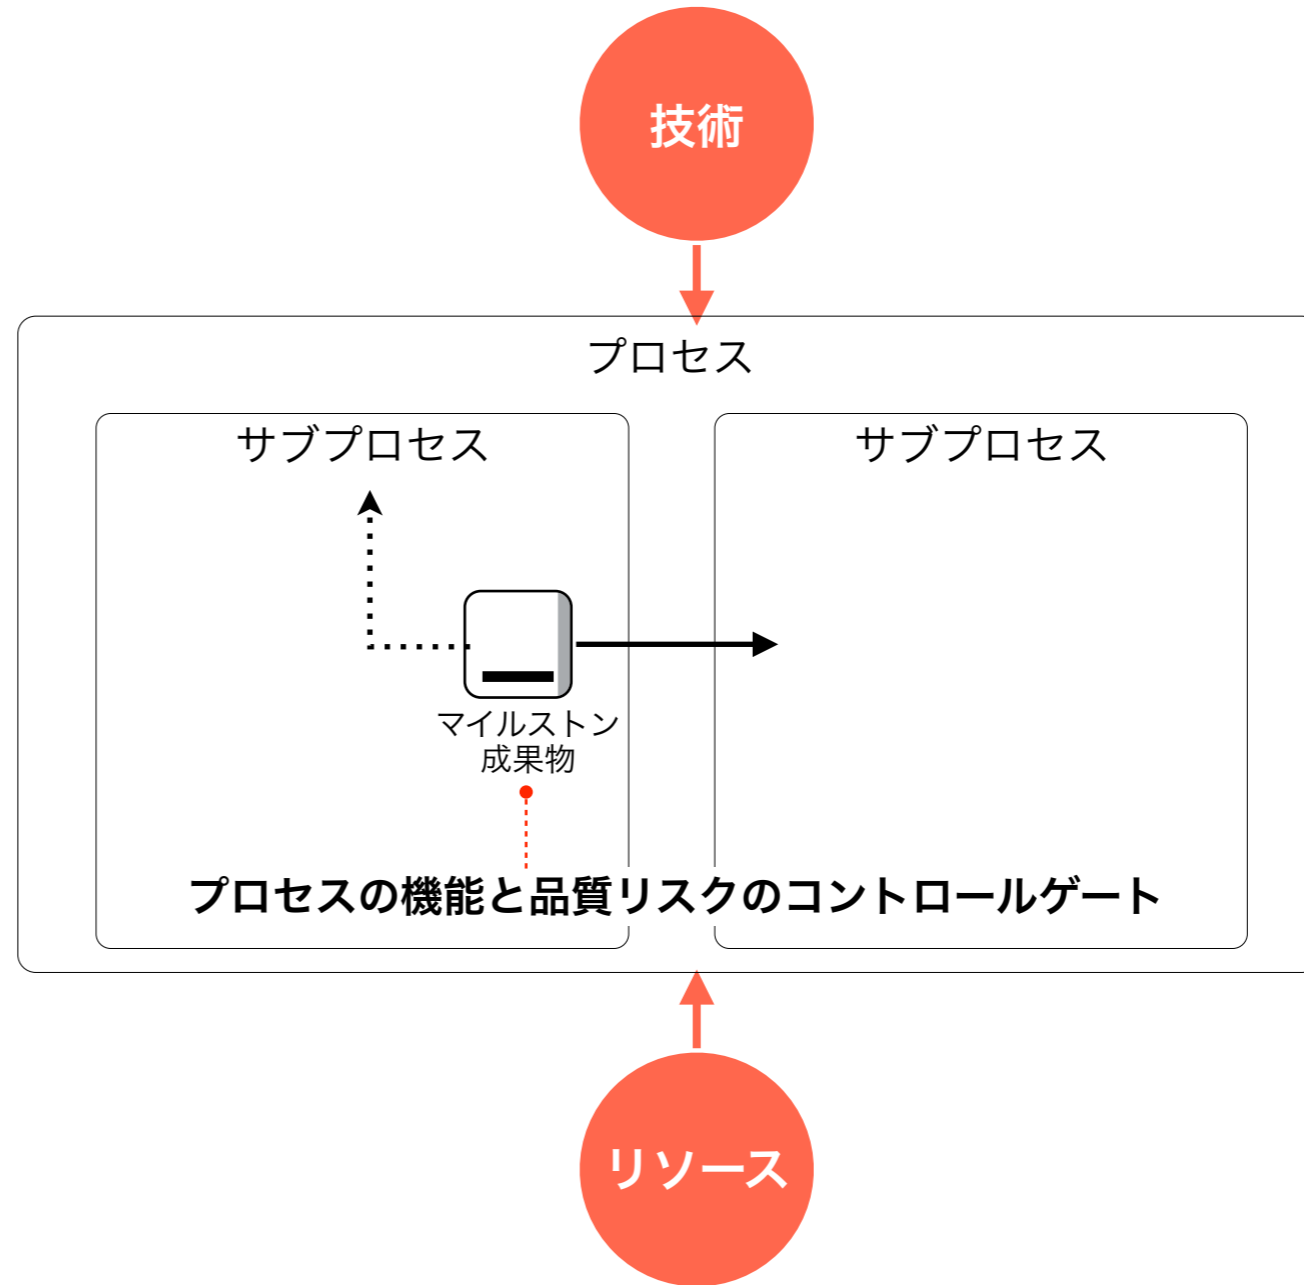 技術
プロセス
サブプロセス
サブプロセス
マイルストン
成果物
プロセスの機能と品質リスクのコントロールゲート
リソース